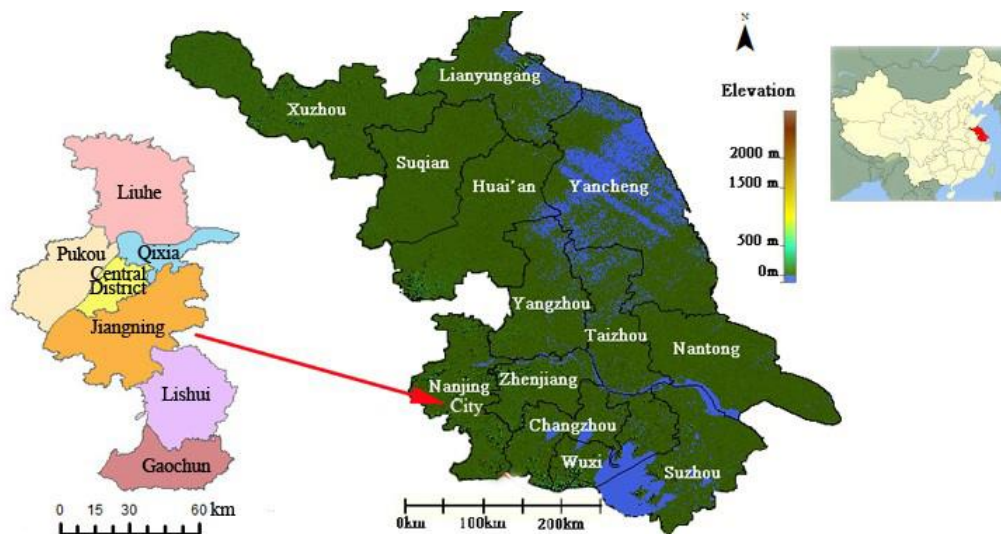 N
Lianyungang
Elevation
Xuzhou
2000 m
1500 m
500 m
0m
Suqian
Huai'an
Yancheng
Liuhe
Pukou
Qixia
Central
District
Jiangning
Yangzhou
Taizhou
Nantong
Nanjing
City
Zhenjiang
Lishui
Changzhou
Wuxi
Suzhou
Gaochun
0 15 30 60 km
0km 100km 200km